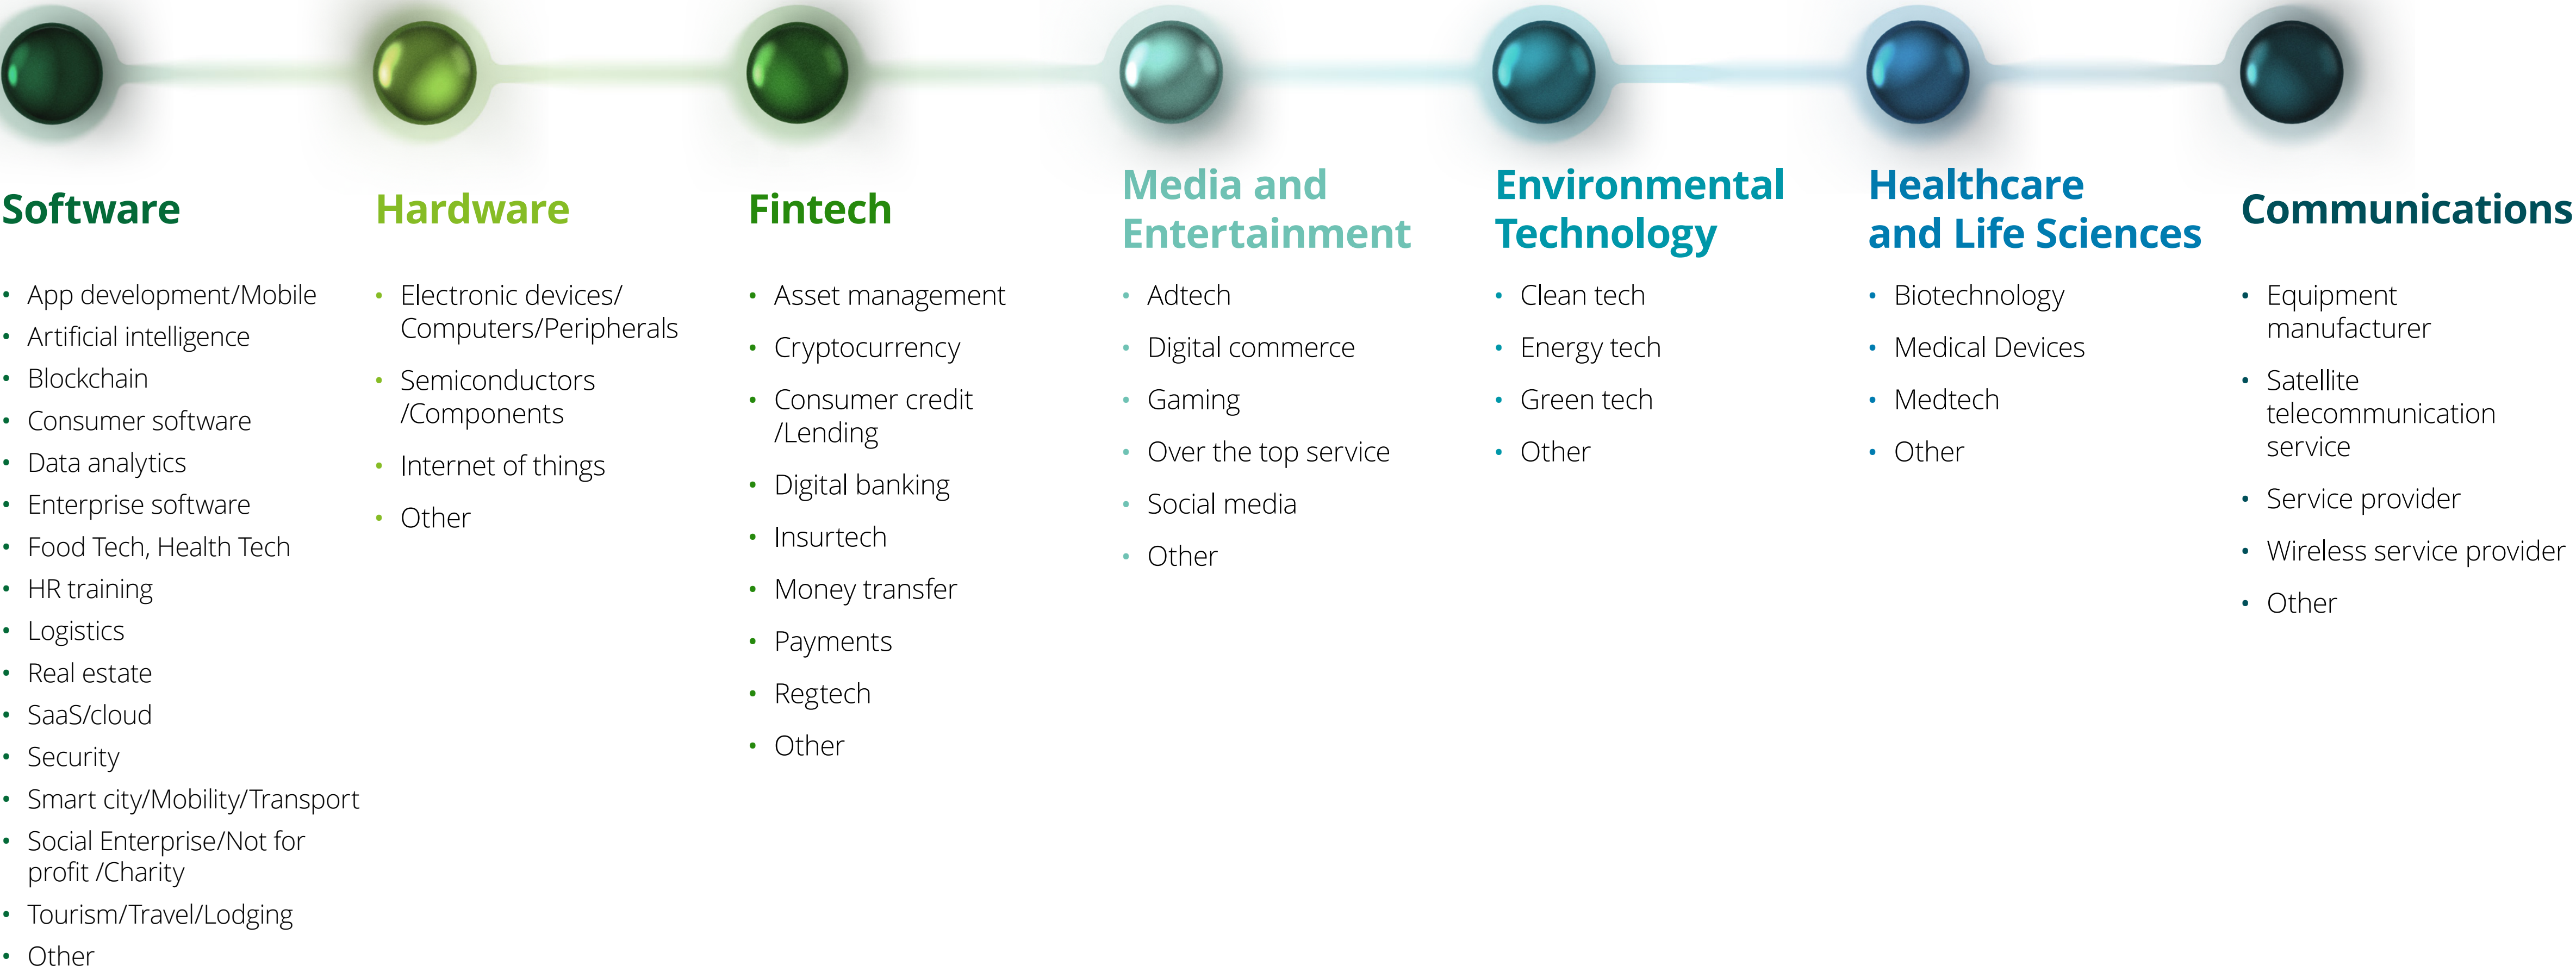 Software
• App development/Mobile
• Artificial intelligence
• Blockchain
• Consumer software
• Data analytics
• Enterprise software
• Food Tech, Health Tech
• HR training
• Logistics
• Real estate
• SaaS/cloud
• Security
• Smart city/Mobility/Transport
• Social Enterprise/Not for
profit /Charity
• Tourism/Travel/Lodging
• Other
Hardware
• Electronic devices/
Computers/Peripherals
• Semiconductors
/Components
• Internet of things
• Other
Fintech
• Asset management
• Cryptocurrency
• Consumer credit
/Lending
• Digital banking
• Insurtech
• Money transfer
• Payments
• Regtech
• Other
Media and
Entertainment
• Adtech
• Digital commerce
• Gaming
• Over the top service
• Social media
• Other
Environmental
Technology
• Clean tech
• Energy tech
• Green tech
• Other
Healthcare
and Life Sciences
• Biotechnology
• Medical Devices
• Medtech
• Other
Communications
• Equipment
manufacturer
• Satellite
telecommunication
service
• Service provider
• Wireless service provider
• Other